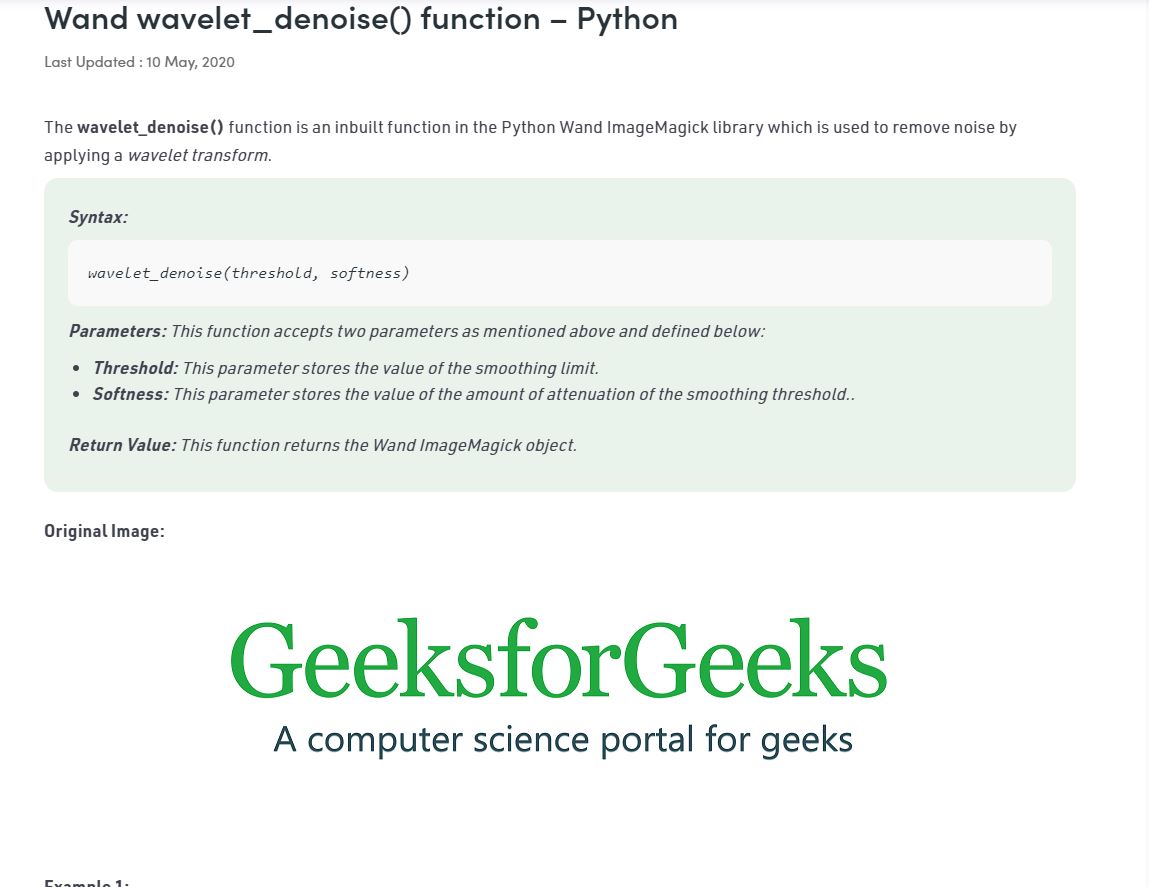 Wand wavelet_denoise() function – Python
Last Updated : 10 May, 2020
The wavelet_denoise() function is an inbuilt function in the Python Wand ImageMagick library which is used to remove noise by
applying a wavelet transform.
Syntax:
wavelet_denoise(threshold, softness)
Parameters: This function accepts two parameters as mentioned above and defined below:
• Threshold: This parameter stores the value of the smoothing limit.
• Softness: This parameter stores the value of the amount of attenuation of the smoothing threshold..
Return Value: This function returns the Wand ImageMagick object.
Original Image:
GeeksforGeeks
A computer science portal for geeks
Example 1: